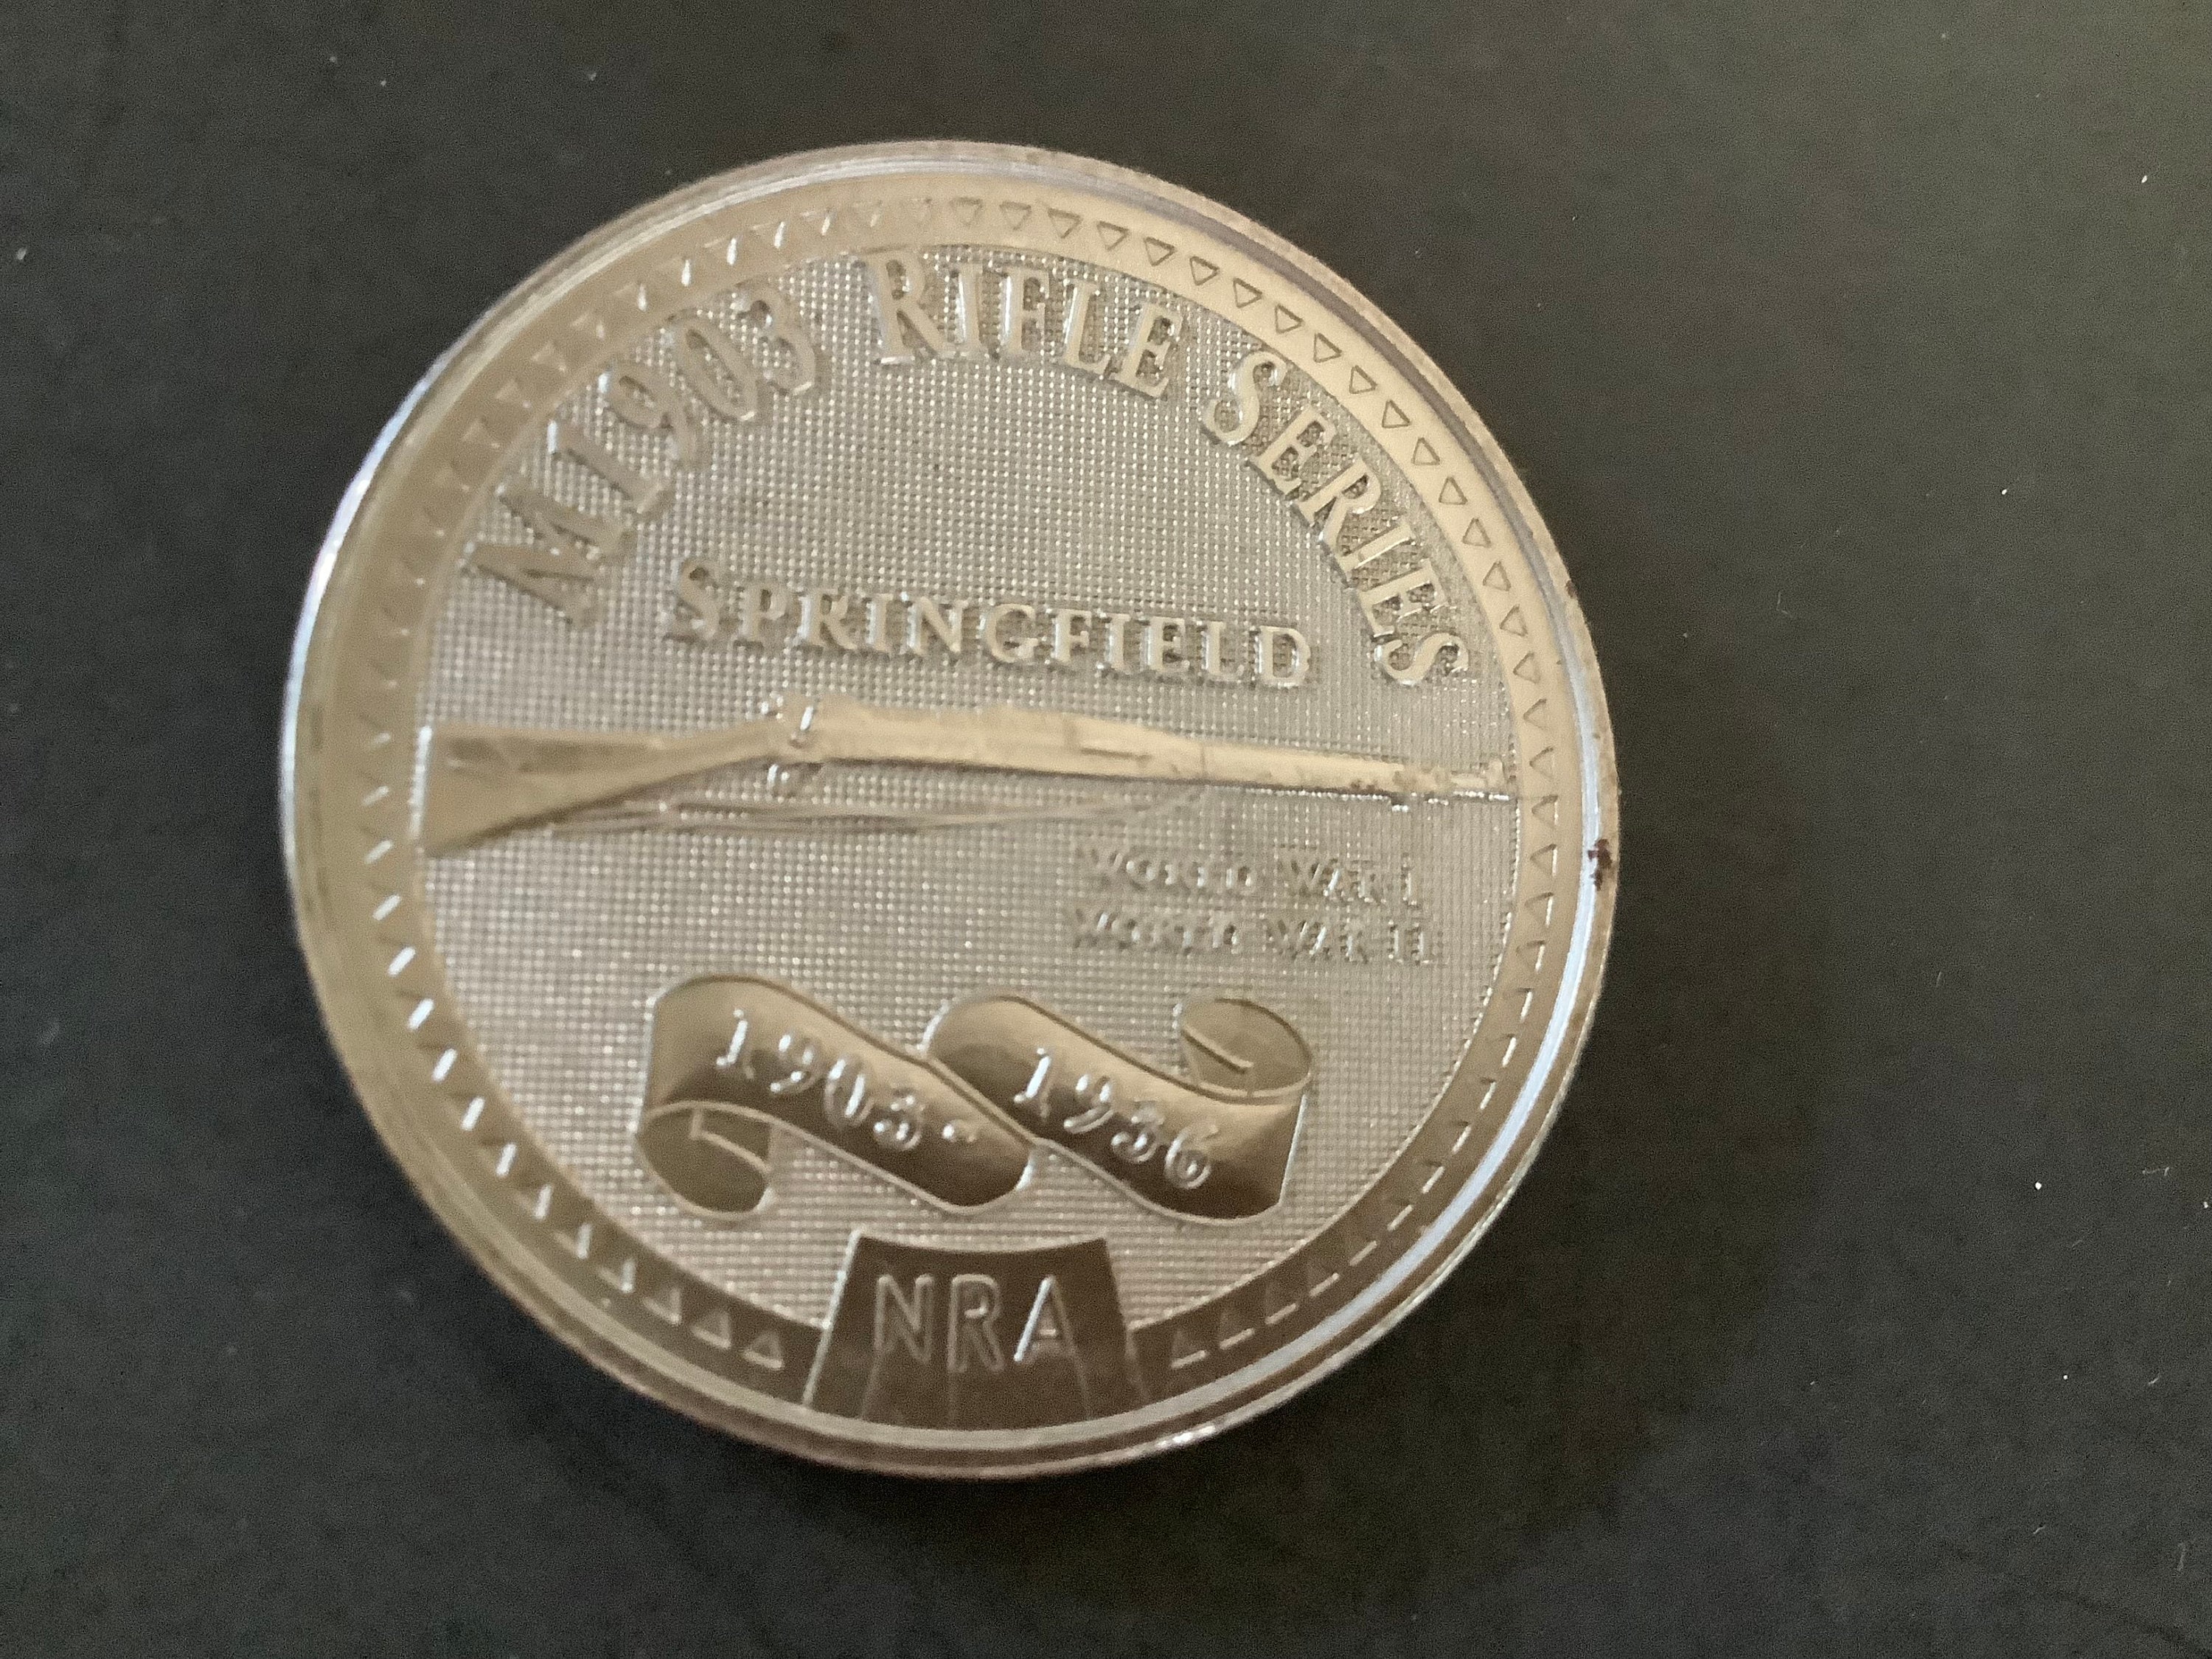 M1903 RIFLE SERIES
SPRINGFIELD
WORLD WAR I
WORLD WAR II
1903-1936
NRA